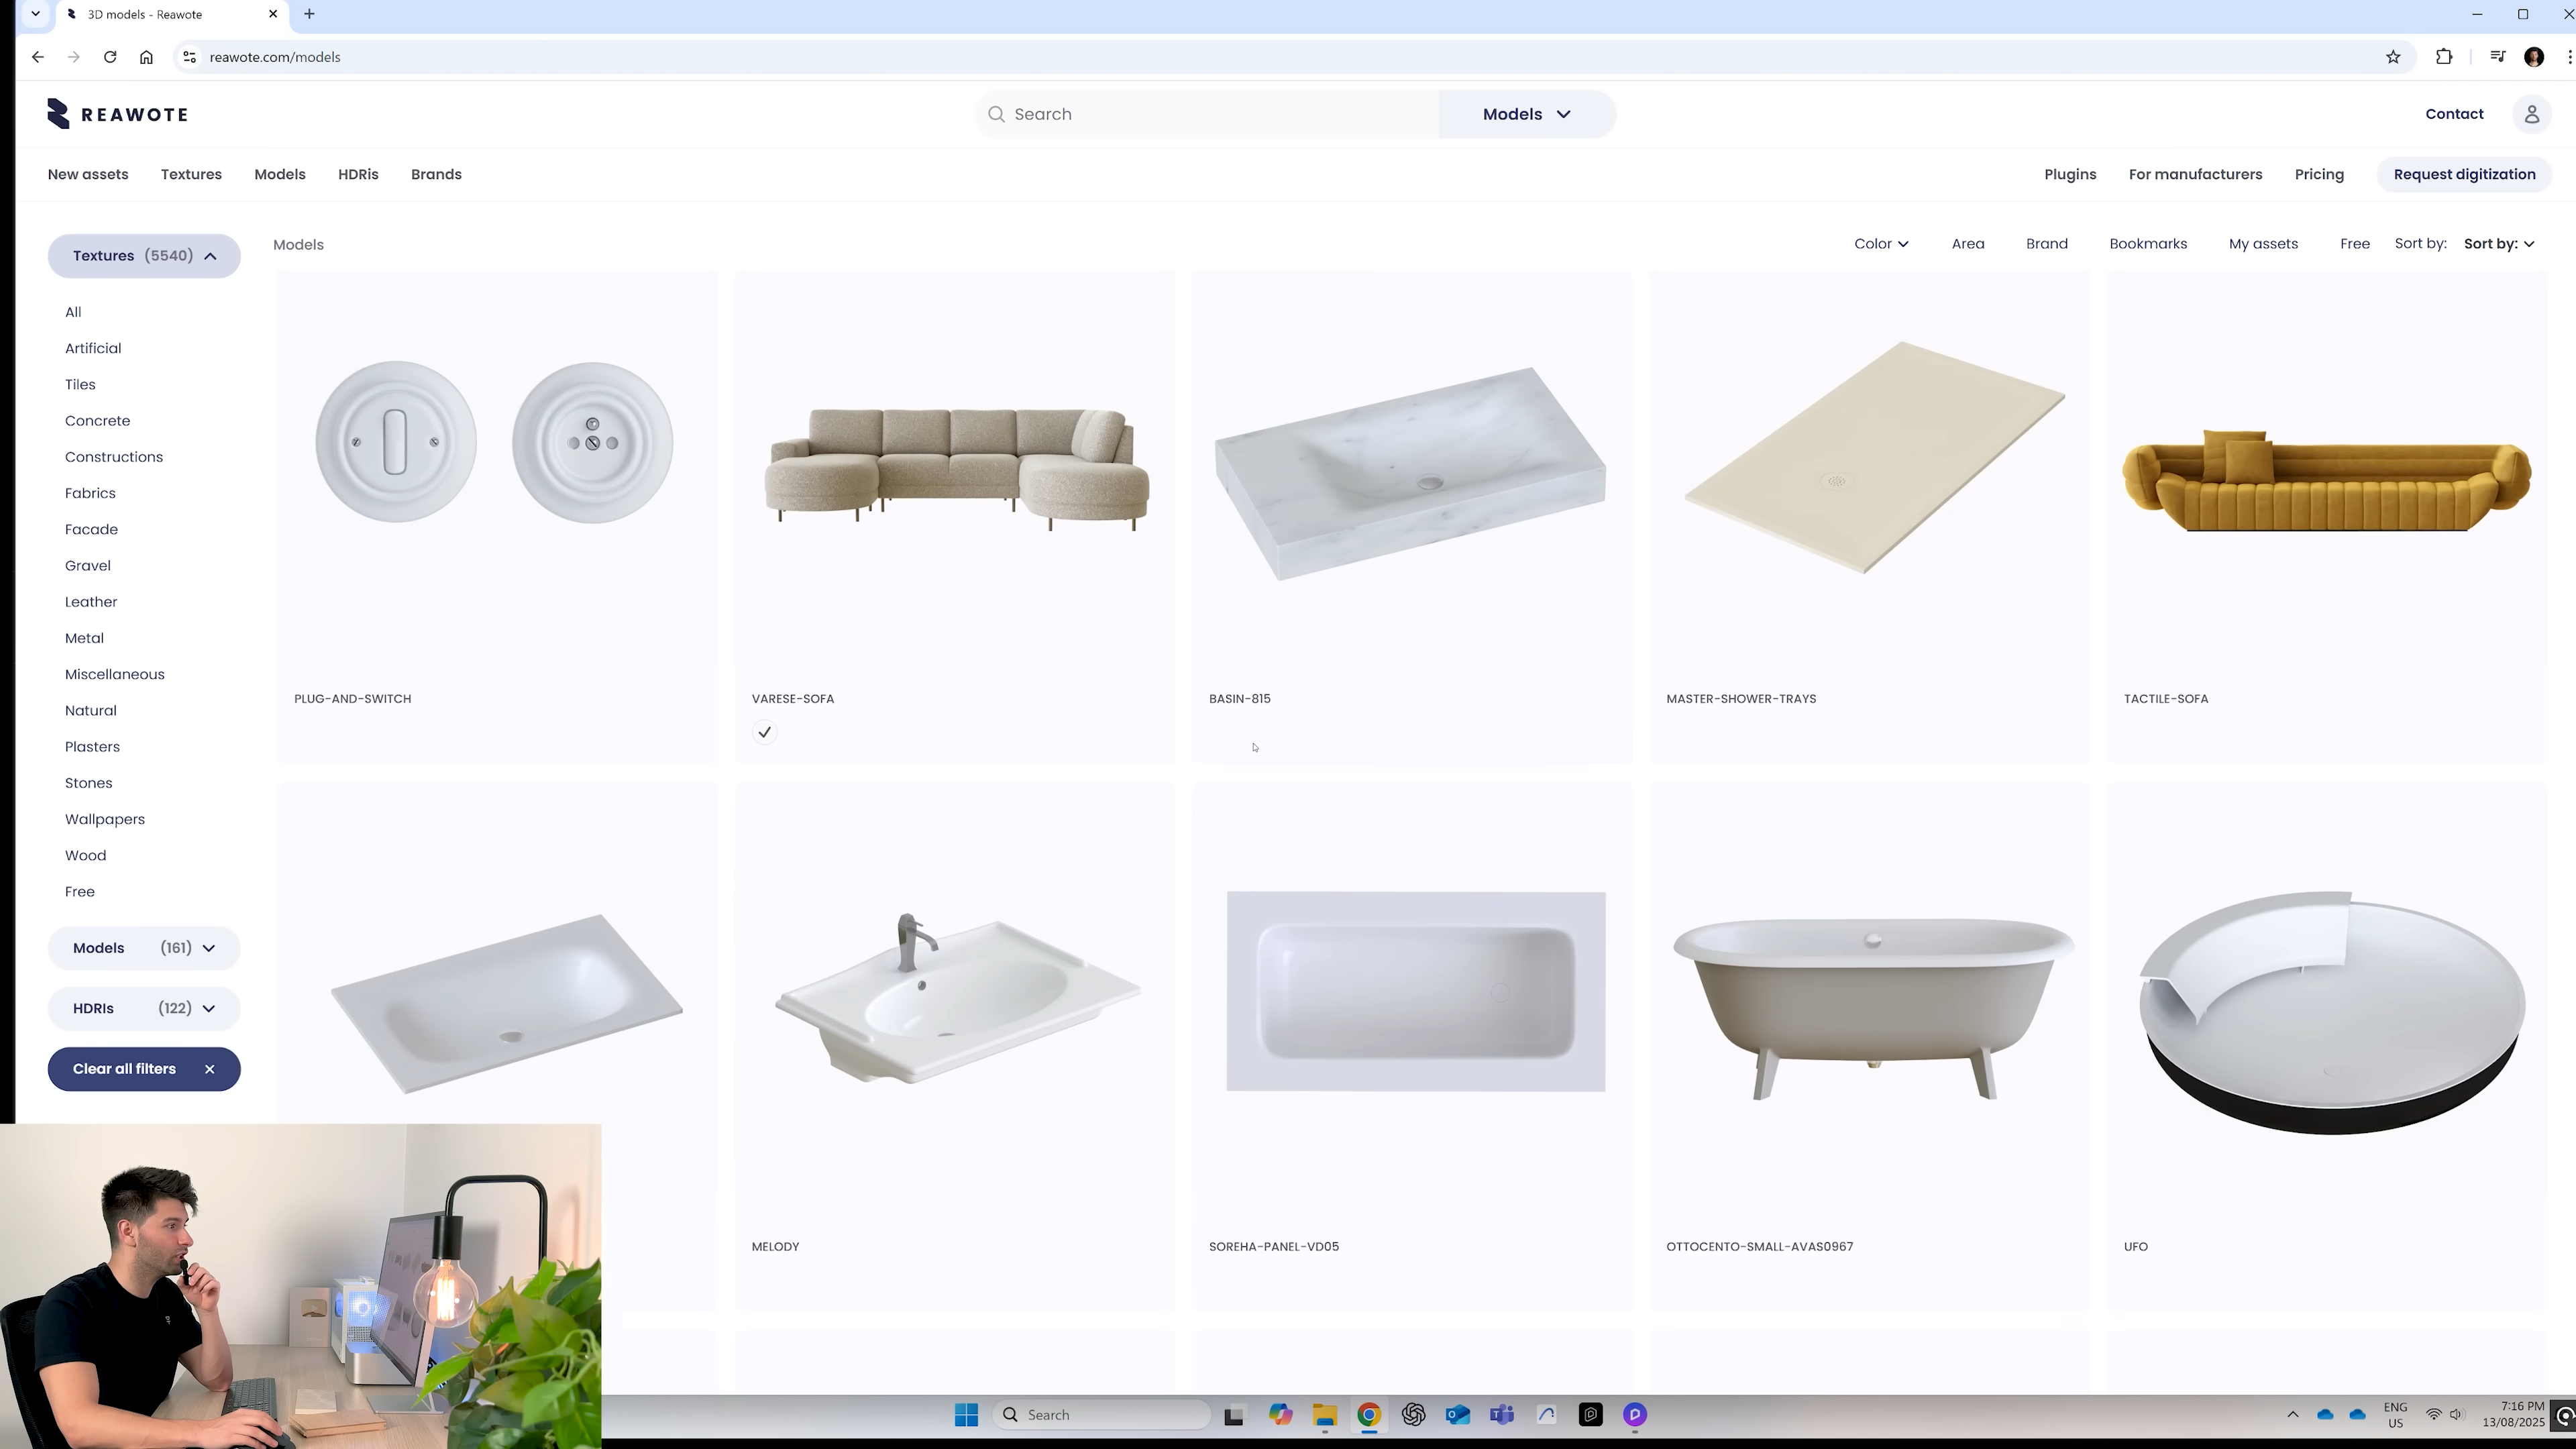 3D models - Reawote
reawote.com/models
REAWOTE
Search
Models
Contact
New assets
Textures
Models
HDRis
Brands
Plugins
For manufacturers
Pricing
Request digitization
Textures (5540)
All
Artificial
Tiles
Concrete
Constructions
Fabrics
Facade
Gravel
Leather
Metal
Miscellaneous
Natural
Plasters
Stones
Wallpapers
Wood
Free
Models (161)
HDRIs (122)
Clear all filters
Models
Color
Area
Brand
Bookmarks
My assets
Free
Sort by: Sort by:
PLUG-AND-SWITCH
VARESE-SOFA
BASIN-815
MASTER-SHOWER-TRAYS
TACTILE-SOFA
MELODY
SOREHA-PANEL-VD05
OTTOCENTO-SMALL-AVAS0967
UFO
Search
ENG
US
7:16 PM
13/08/2025